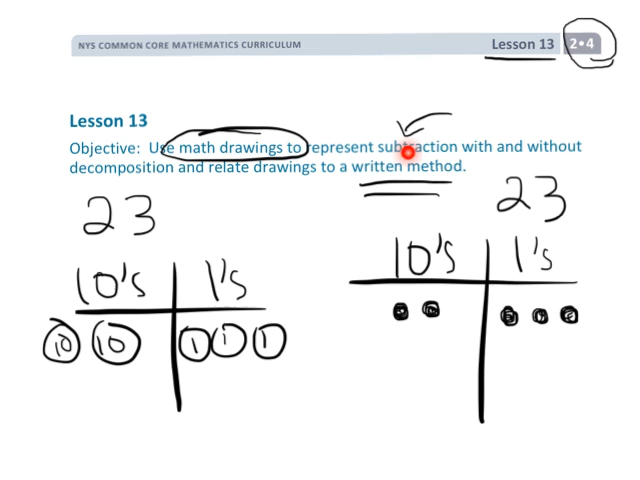 NYS COMMON CORE MATHEMATICS CURRICULUM Lesson 13 2•4
Lesson 13
Objective: Use math drawings to represent subtraction with and without
decomposition and relate drawings to a written method.
23
10's 1's
10 10 1 1 1
23
10's 1's